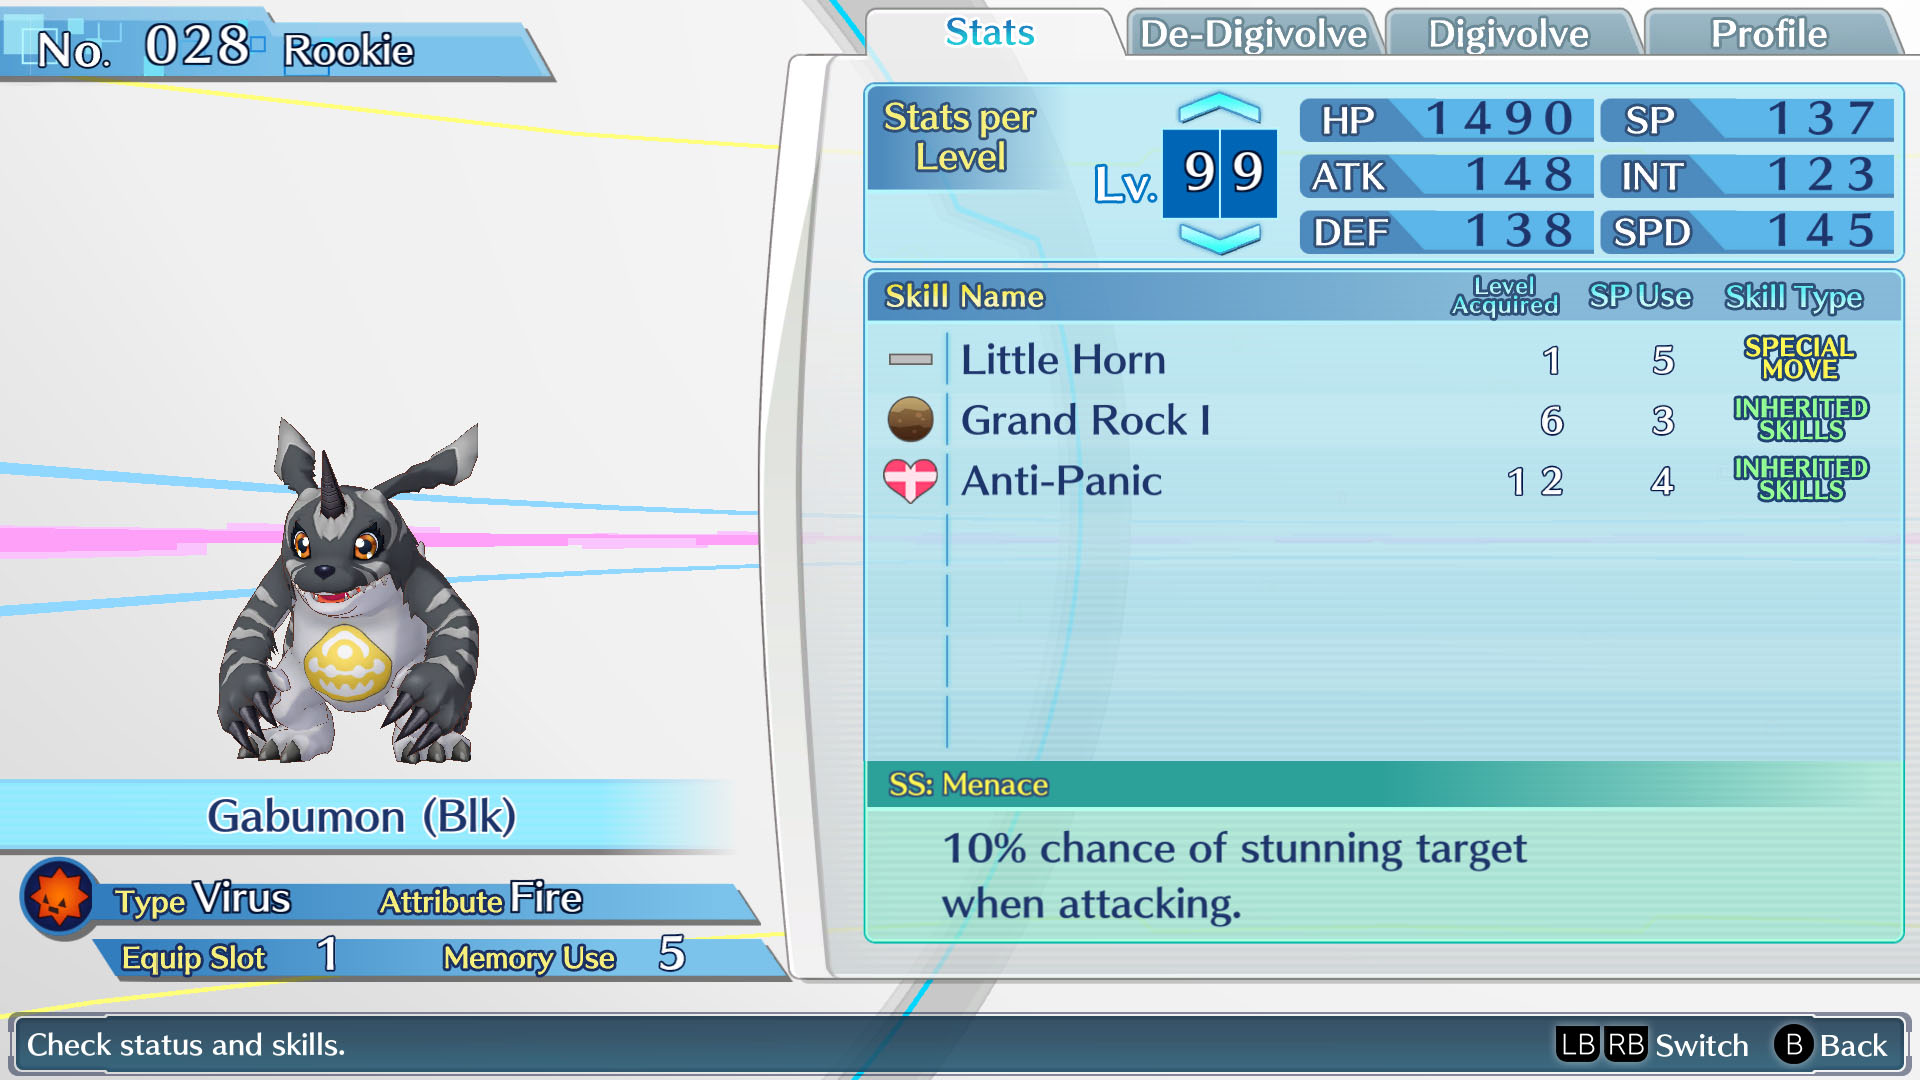 No. 028 Rookie
Stats
De-Digivolve
Digivolve
Profile
Stats per
Level
Lv. 99
HP 1490
SP 137
ATK 148
INT 123
DEF 138
SPD 145
Skill Name
Level
Acquired
SP Use
Skill Type
Little Horn 1 5 SPECIAL
MOVE
Grand Rock I 6 3 INHERITED
SKILLS
Anti-Panic 12 4 INHERITED
SKILLS
SS: Menace
10% chance of stunning target
when attacking.
Gabumon (Blk)
Type Virus Attribute Fire
Equip Slot 1 Memory Use 5
Check status and skills.
LB RB Switch B Back